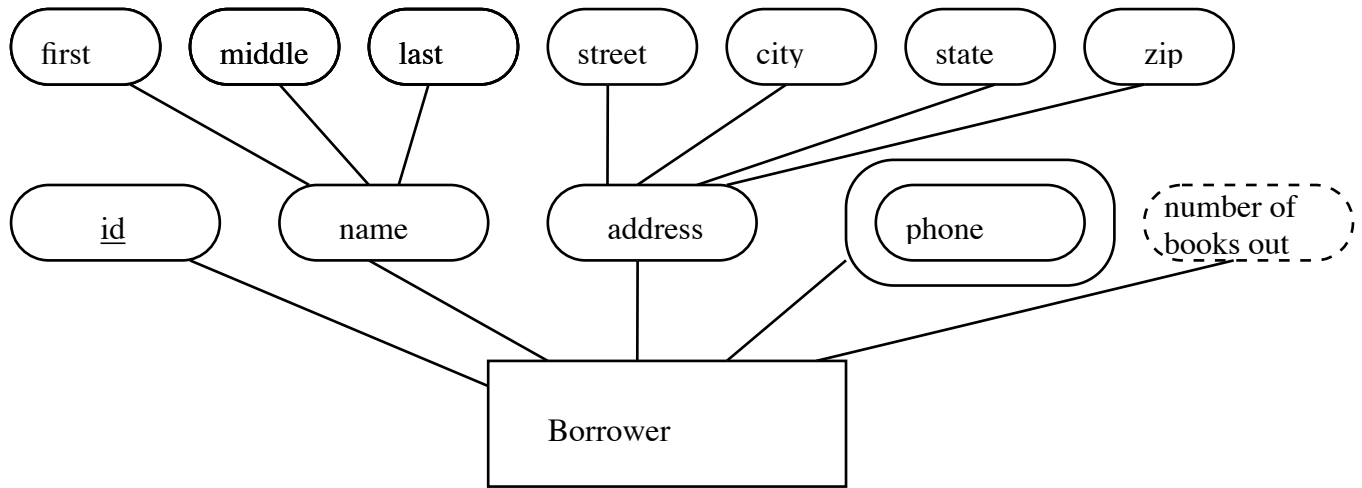 first
middle
last
street
city
state
zip
id
name
address
phone
number of
books out
Borrower